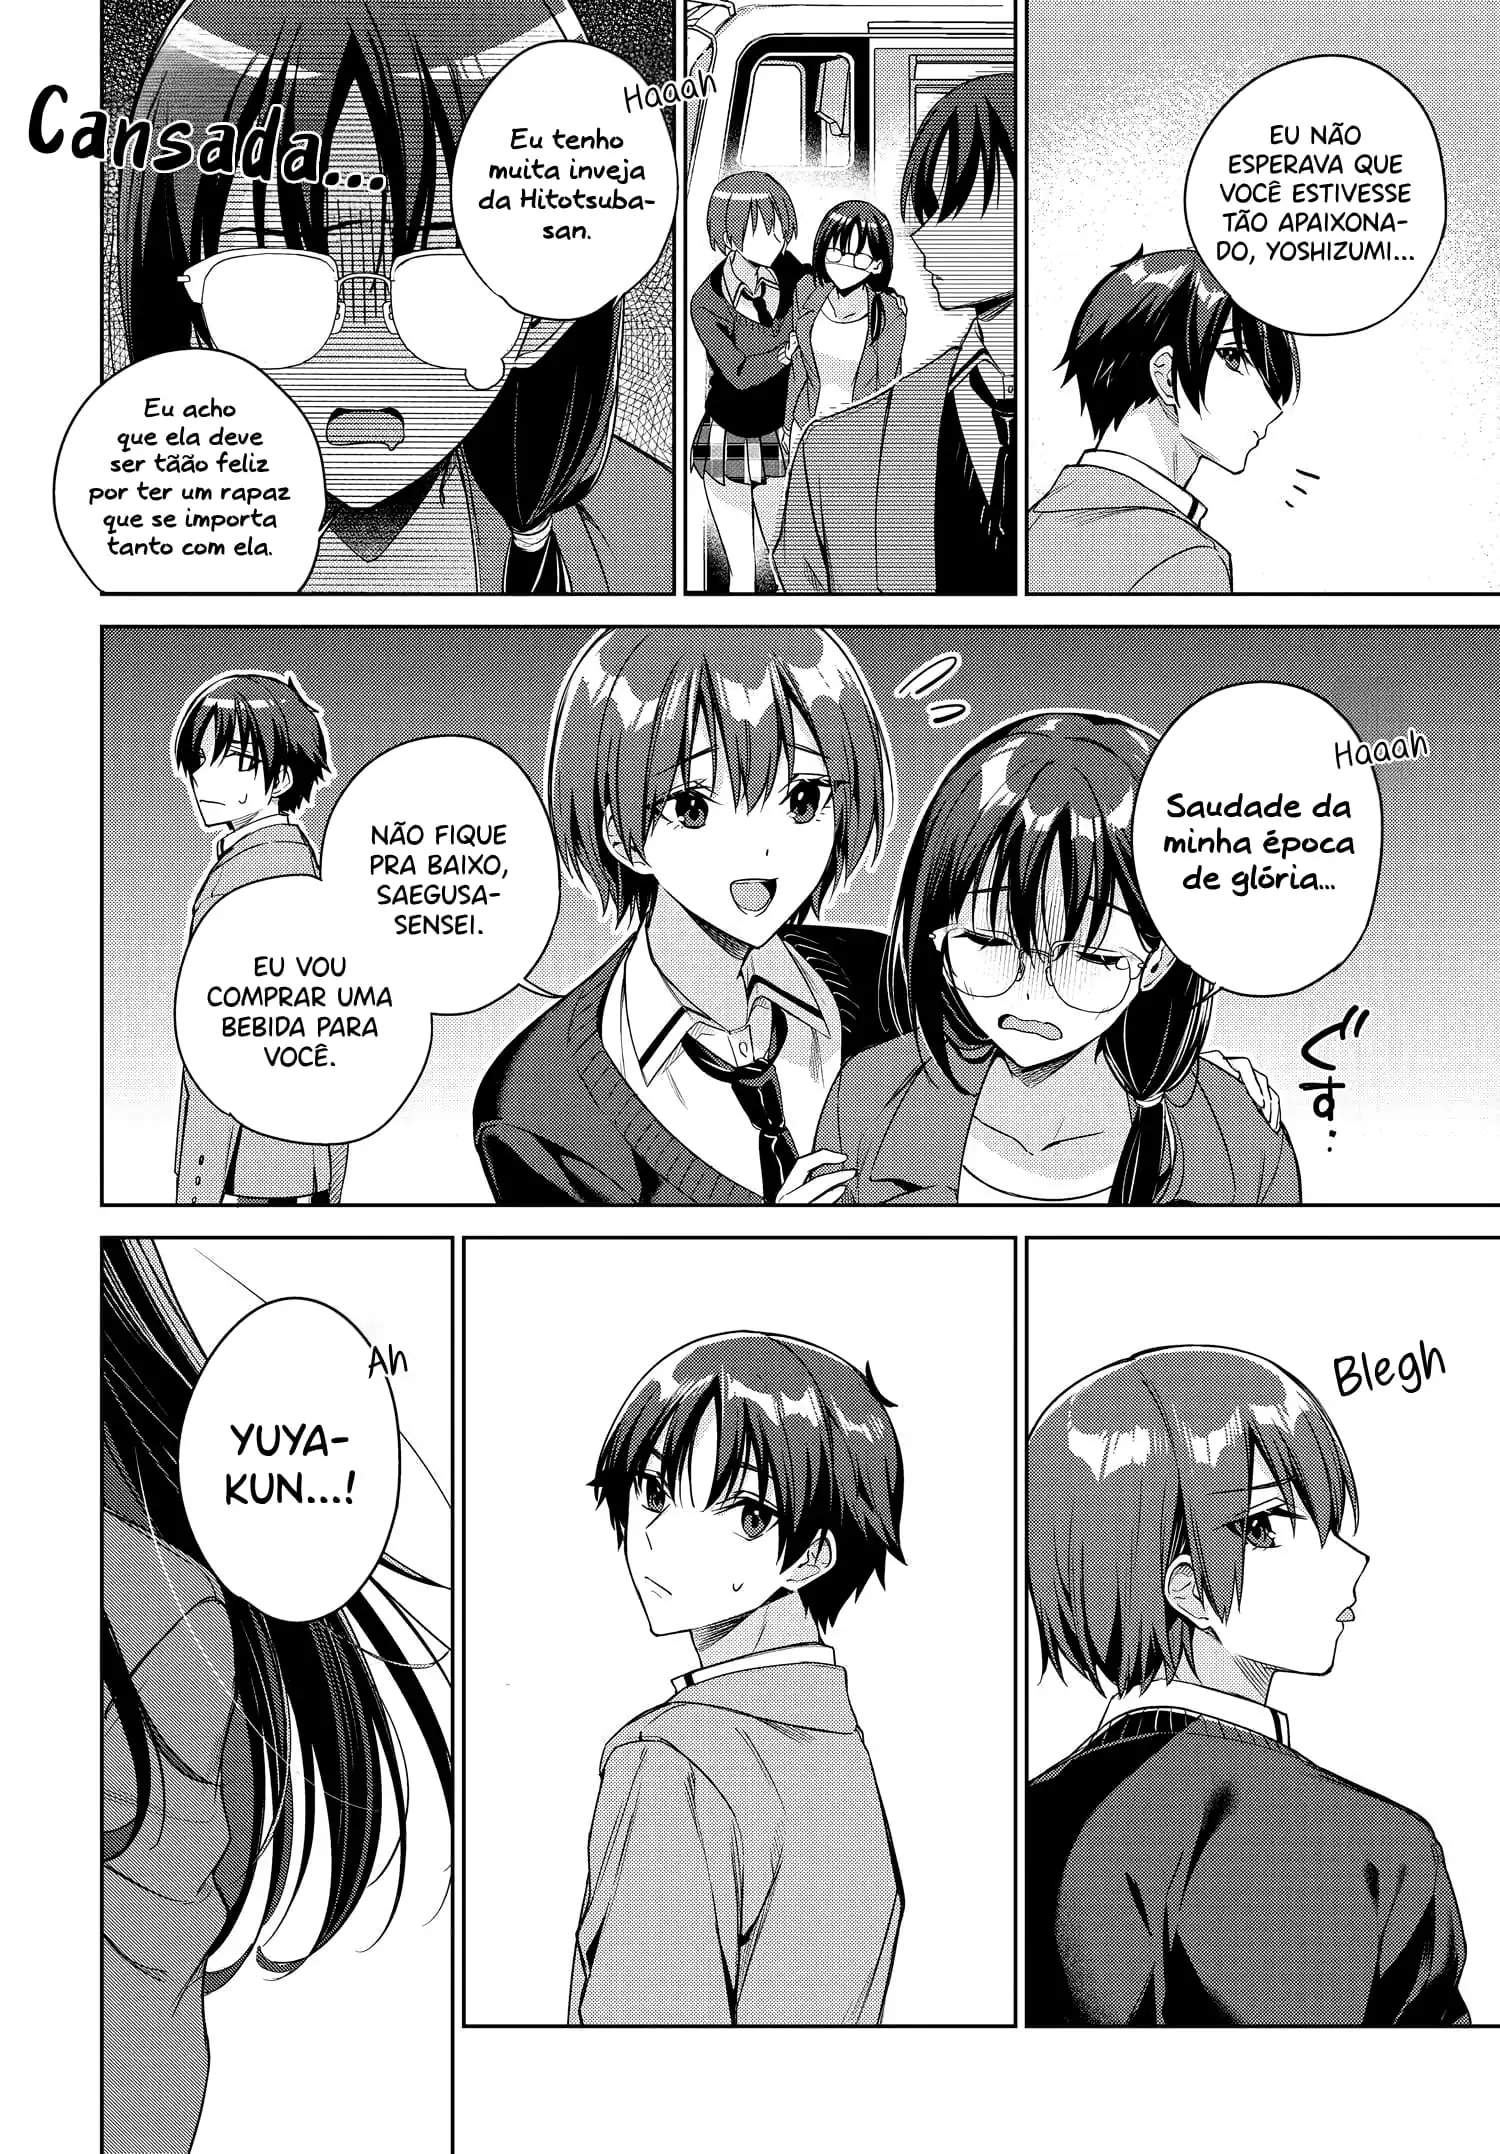 EU NÃO
ESPERAVA QUE
VOCÊ ESTIVESSE
TÃO APAIXONA-
DO, YOSHIZUMI...
Haaah
Eu tenho
muita inveja
da Hitotsuba-
san.
Cansada...
Eu acho
que ela deve
ser tããо feliz
por ter um rapaz
que se importa
tanto com ela.
Haaah
Saudade da
minha época
de glória...
ぐ
す
:
NÃO FIQUE
PRA BAIXO,
SAEGUSA-
SENSEI.
EU VOU
COMPRAR UMA
BEBIDA PARA
VOCÊ.
Blegh
Ah
YUYA-
KUN...!